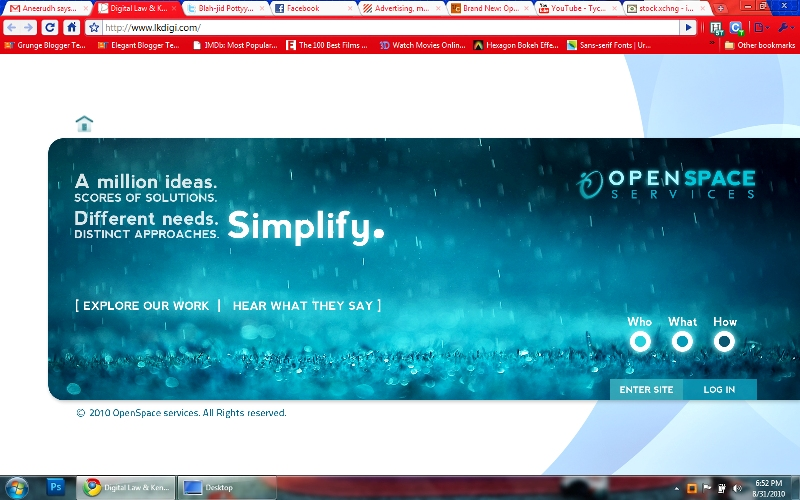 Aneerudh says...
Digital Law & Ken...
Blah-jid Pottyy...
Facebook
Advertising, m...
Brand New: Op...
YouTube - Tyc...
stock.xchng - i...
http://www.lkdigi.com/
Grunge Blogger Te...
Elegant Blogger Te...
IMDb: Most Popular...
The 100 Best Films ...
Watch Movies Onlin...
Hexagon Bokeh Effe...
Sans-serif Fonts | Ur...
Other bookmarks
A million ideas.
SCORES OF SOLUTIONS.
Different needs.
DISTINCT APPROACHES.
Simplify.
OPENSPACE
SERVICES
[ EXPLORE OUR WORK | HEAR WHAT THEY SAY ]
Who What How
ENTER SITE LOG IN
© 2010 OpenSpace services. All Rights reserved.
Ps
Digital Law & Ken...
Desktop
6:52 PM
8/31/2010